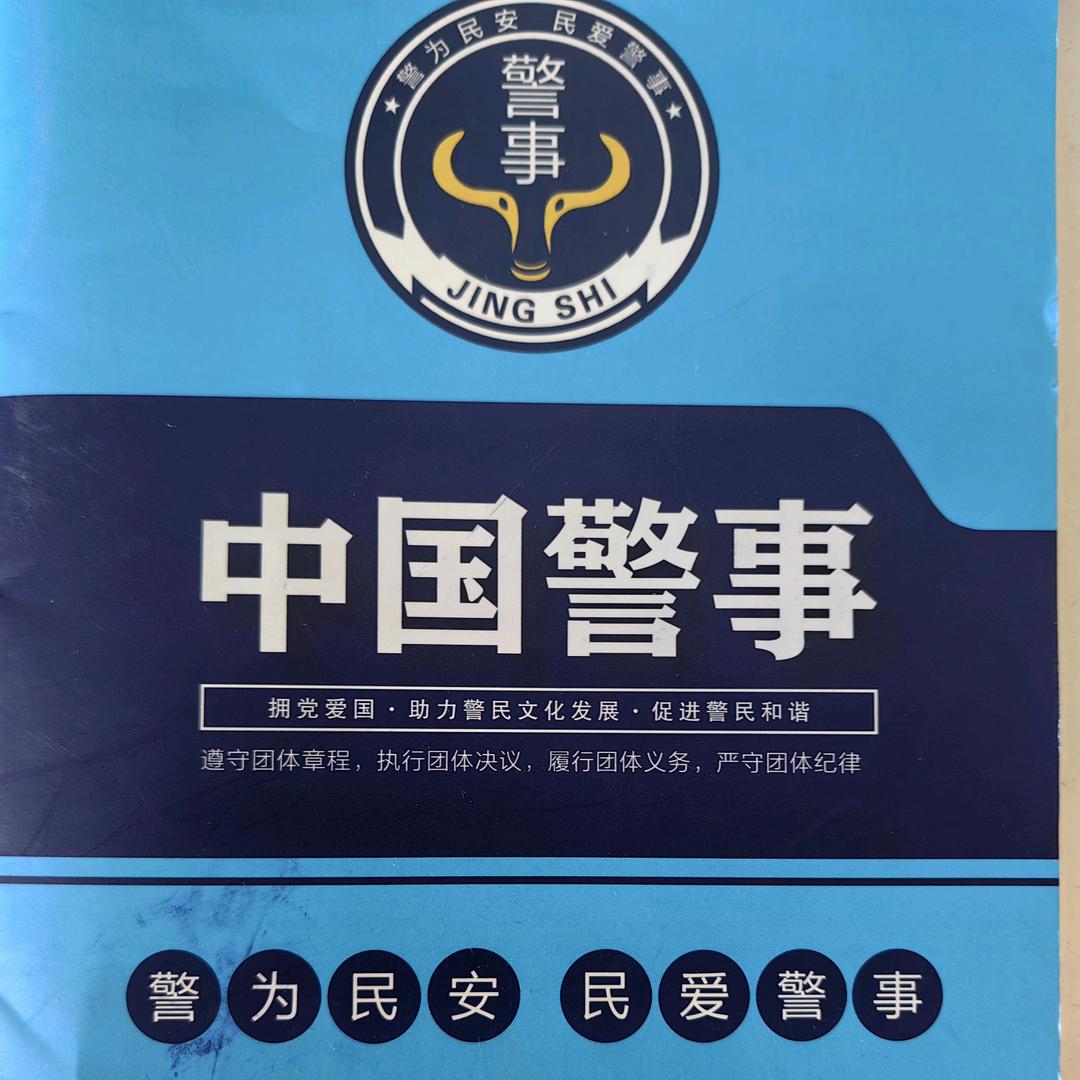 警为民安 民爱警事
警
事
JING SHI
中国警事
拥党爱国·助力警民文化发展·促进警民和谐
遵守团体章程，执行团体决议，履行团体义务，严守团体纪律
警为民安 民爱警事